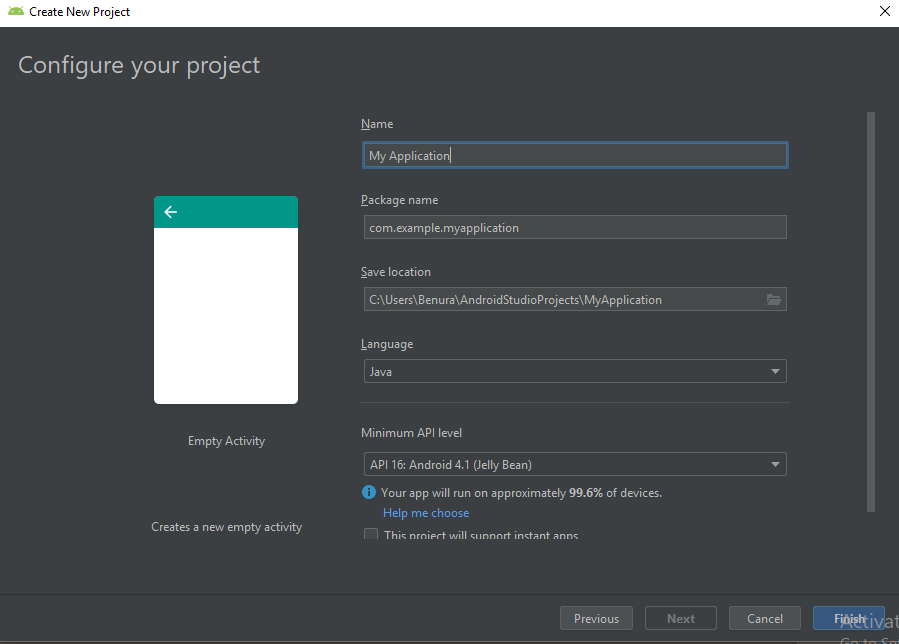 Create New Project
Configure your project
Name
My Application
Package name
com.example.myapplication
Save location
C:\Users\Benura\AndroidStudioProjects\MyApplication
Language
Java
Empty Activity
Minimum API level
API 16: Android 4.1 (Jelly Bean)
Your app will run on approximately 99.6% of devices.
Help me choose
Creates a new empty activity
This project will support instant apps
Previous
Next
Cancel
Finish
Activat
Go to Se